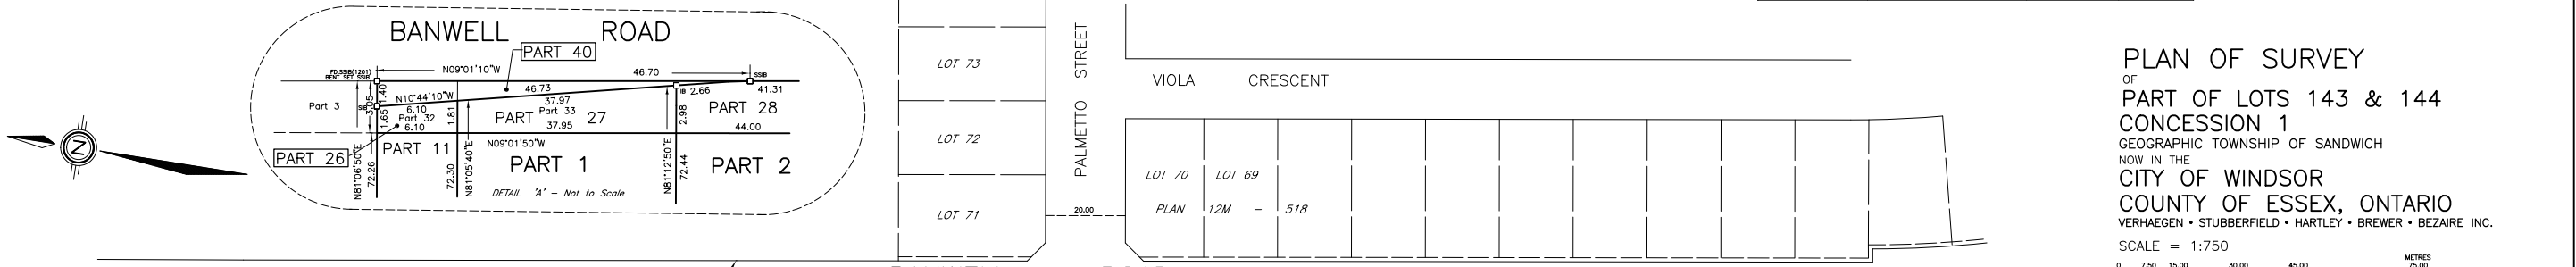 BANWELL ROAD
PART 40
FD.SSIB(1201)
BENT SET SSIB
N09°01'10"W
46.70
SSIB
Part 3
3.05
1.40
SIB
1.65
N10°44'10"W
6.10
Part 32
6.10
1.81
46.73
37.97
Part 33
PART 27
37.95
IB
2.66
41.31
2.98
PART 28
44.00
PART 26
PART 11
N09°01'50"W
PART 1
PART 2
N81°06'50"E
72.26
72.30
N81°05'40"E
N81°12'50"E
72.44
DETAIL 'A' - Not to Scale
N
LOT 73
LOT 72
LOT 71
PALMETTO STREET
20.00
VIOLA CRESCENT
LOT 70
LOT 69
PLAN 12M - 518
PLAN OF SURVEY
OF
PART OF LOTS 143 & 144
CONCESSION 1
GEOGRAPHIC TOWNSHIP OF SANDWICH
NOW IN THE
CITY OF WINDSOR
COUNTY OF ESSEX, ONTARIO
VERHAEGEN • STUBBERFIELD • HARTLEY • BREWER • BEZAIRE INC.
SCALE = 1:750
METRES
0 7.50 15.00 30.00 45.00 75.00